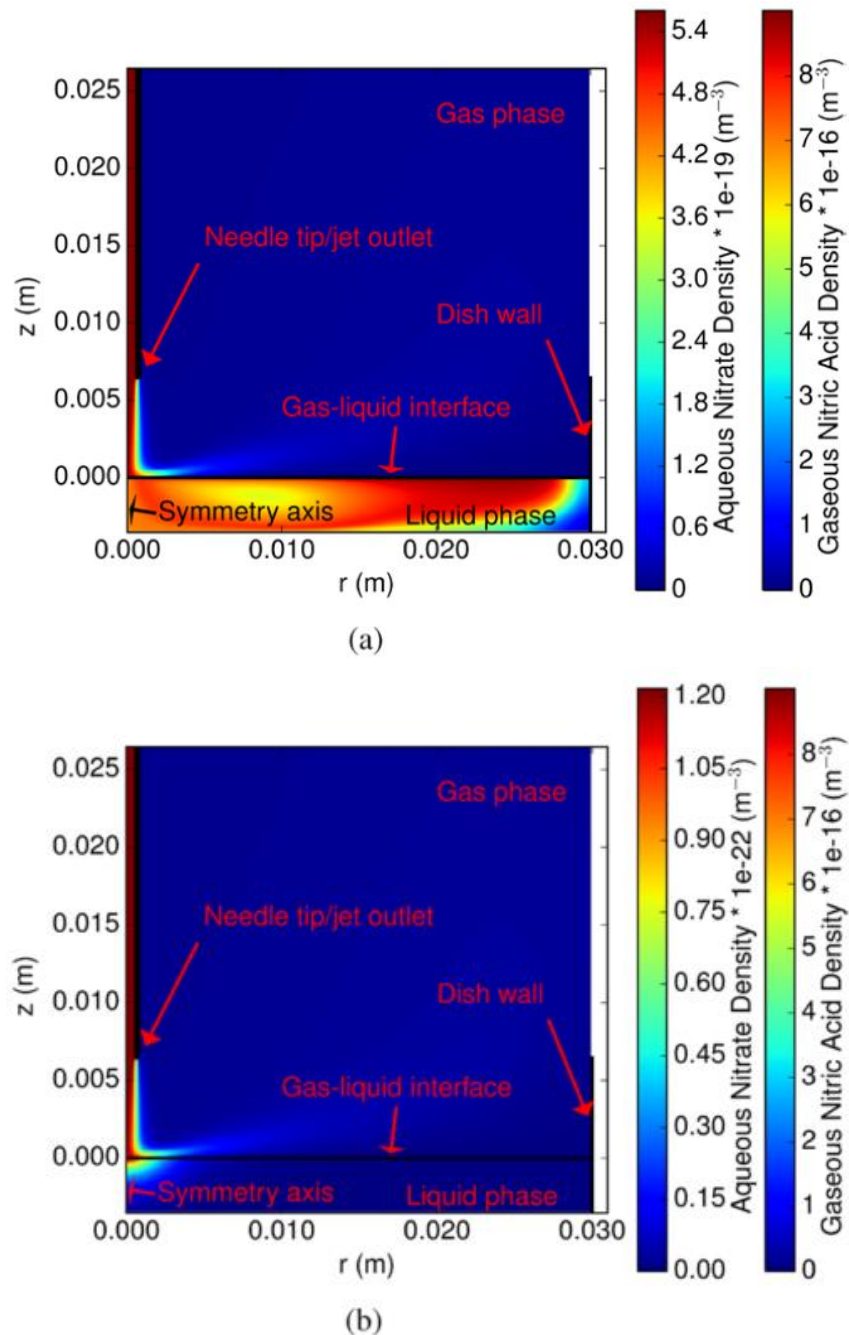 5.4
4.8
4.2
3.6
3.0
2.4
1.8
1.2
0.6
0
Aqueous Nitrate Density * 1e-19 (m⁻³)
8
7
6
5
4
3
2
1
0
Gaseous Nitric Acid Density * 1e-16 (m⁻³)
0.025
0.020
0.015
0.010
0.005
0.000
z (m)
Gas phase
Needle tip/jet outlet
Dish wall
Gas-liquid interface
Symmetry axis
Liquid phase
0.000
0.010
0.020
0.030
r (m)
(a)
1.20
1.05
0.90
0.75
0.60
0.45
0.30
0.15
0.00
Aqueous Nitrate Density * 1e-22 (m⁻³)
8
7
6
5
4
3
2
1
0
Gaseous Nitric Acid Density * 1e-16 (m⁻³)
0.025
0.020
0.015
0.010
0.005
0.000
z (m)
Gas phase
Needle tip/jet outlet
Dish wall
Gas-liquid interface
Symmetry axis
Liquid phase
0.000
0.010
0.020
0.030
r (m)
(b)